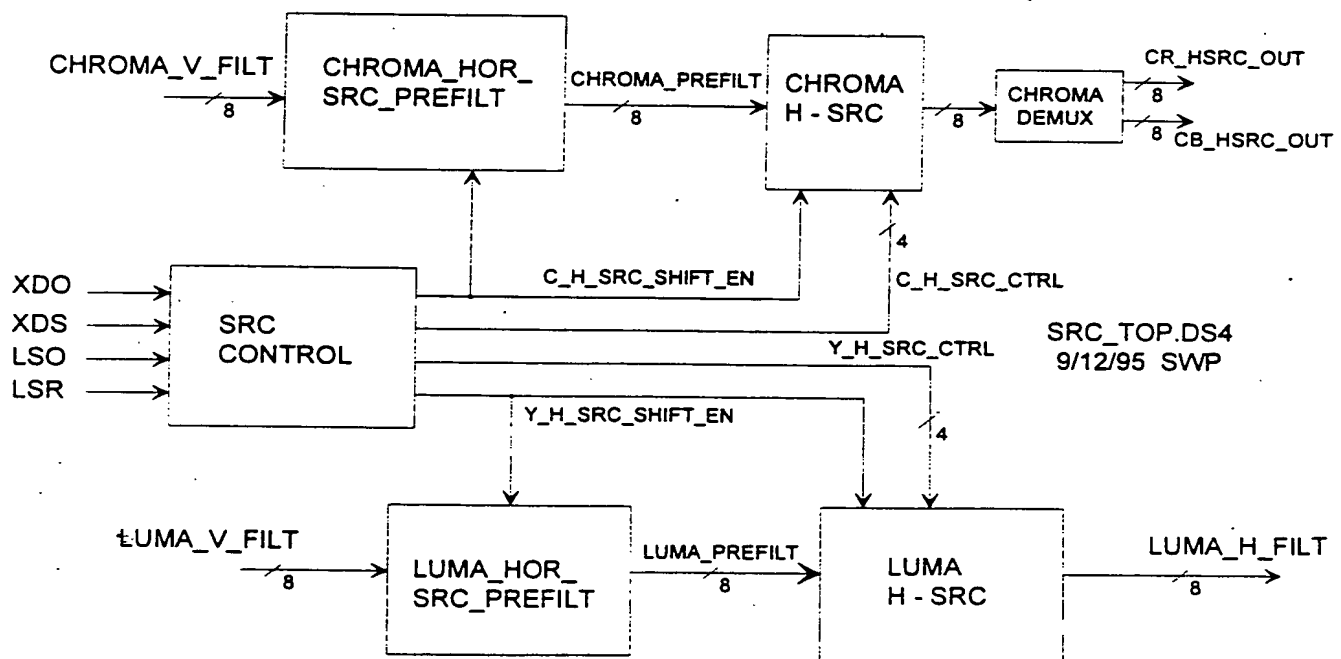 CHROMA_V_FILT
8
CHROMA_HOR_
SRC_PREFILT
CHROMA_PREFILT
8
CHROMA
H - SRC
8
CHROMA
DEMUX
CR_HSRC_OUT
8
8
CB_HSRC_OUT
4
XDO
XDS
LSO
LSR
SRC
CONTROL
C_H_SRC_SHIFT_EN
C_H_SRC_CTRL
Y_H_SRC_CTRL
Y_H_SRC_SHIFT_EN
4
SRC_TOP.DS4
9/12/95 SWP
LUMA_V_FILT
8
LUMA_HOR_
SRC_PREFILT
LUMA_PREFILT
8
LUMA
H - SRC
LUMA_H_FILT
8